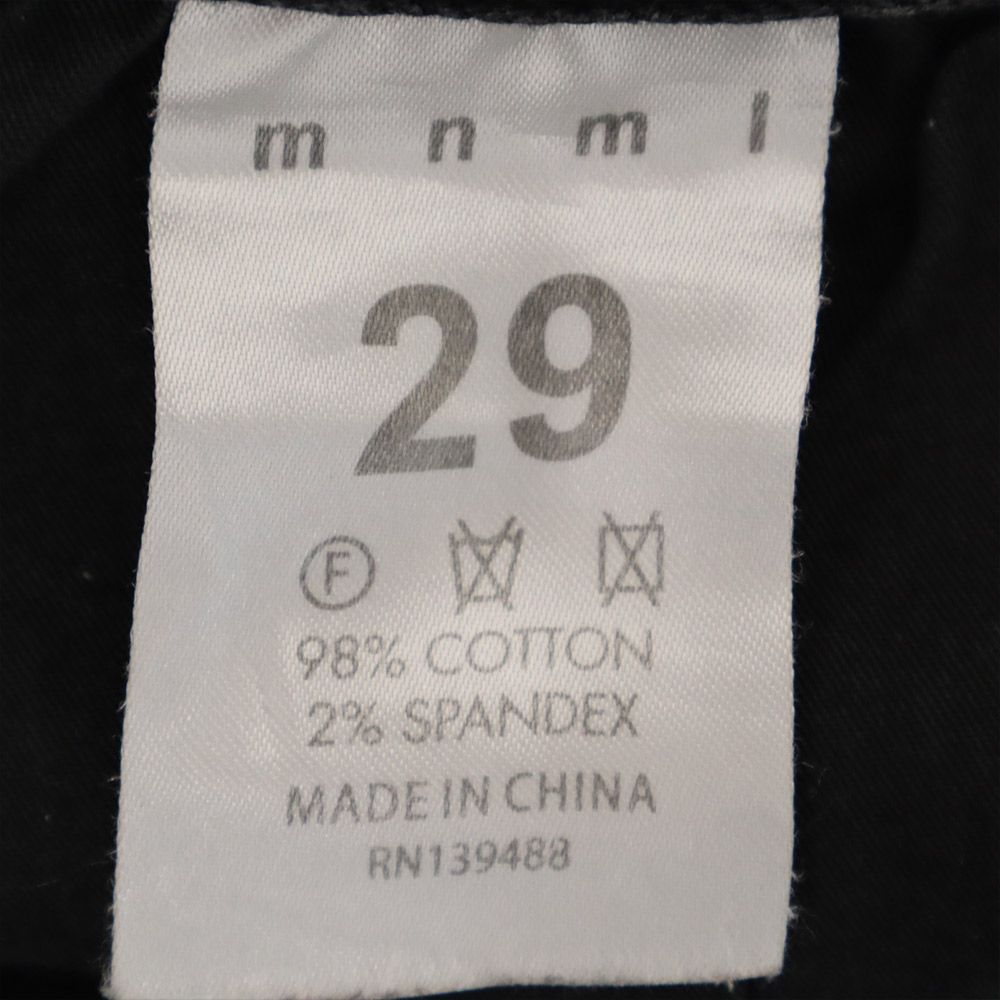 m n m l
29
F
98% COTTON
2% SPANDEX
MADE IN CHINA
RN139488